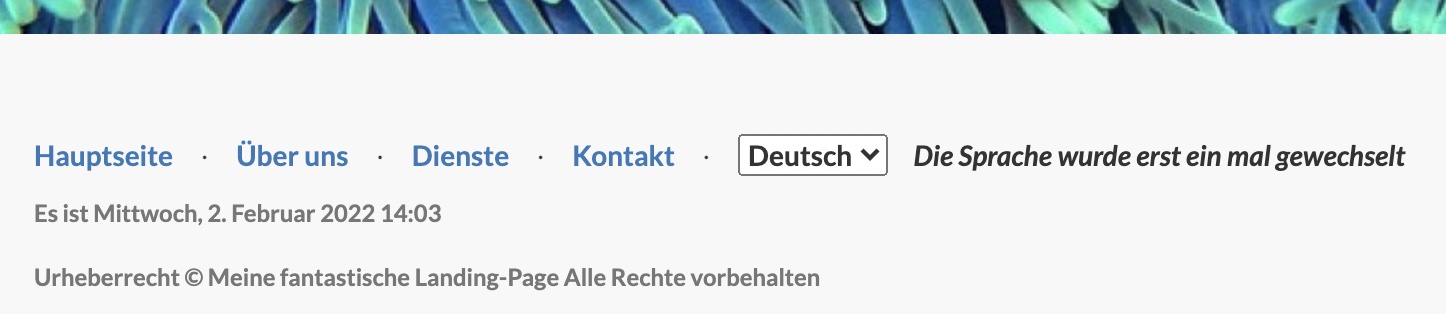 Hauptseite · Über uns · Dienste · Kontakt · Deutsch Die Sprache wurde erst ein mal gewechselt
Es ist Mittwoch, 2. Februar 2022 14:03
Urheberrecht © Meine fantastische Landing-Page Alle Rechte vorbehalten